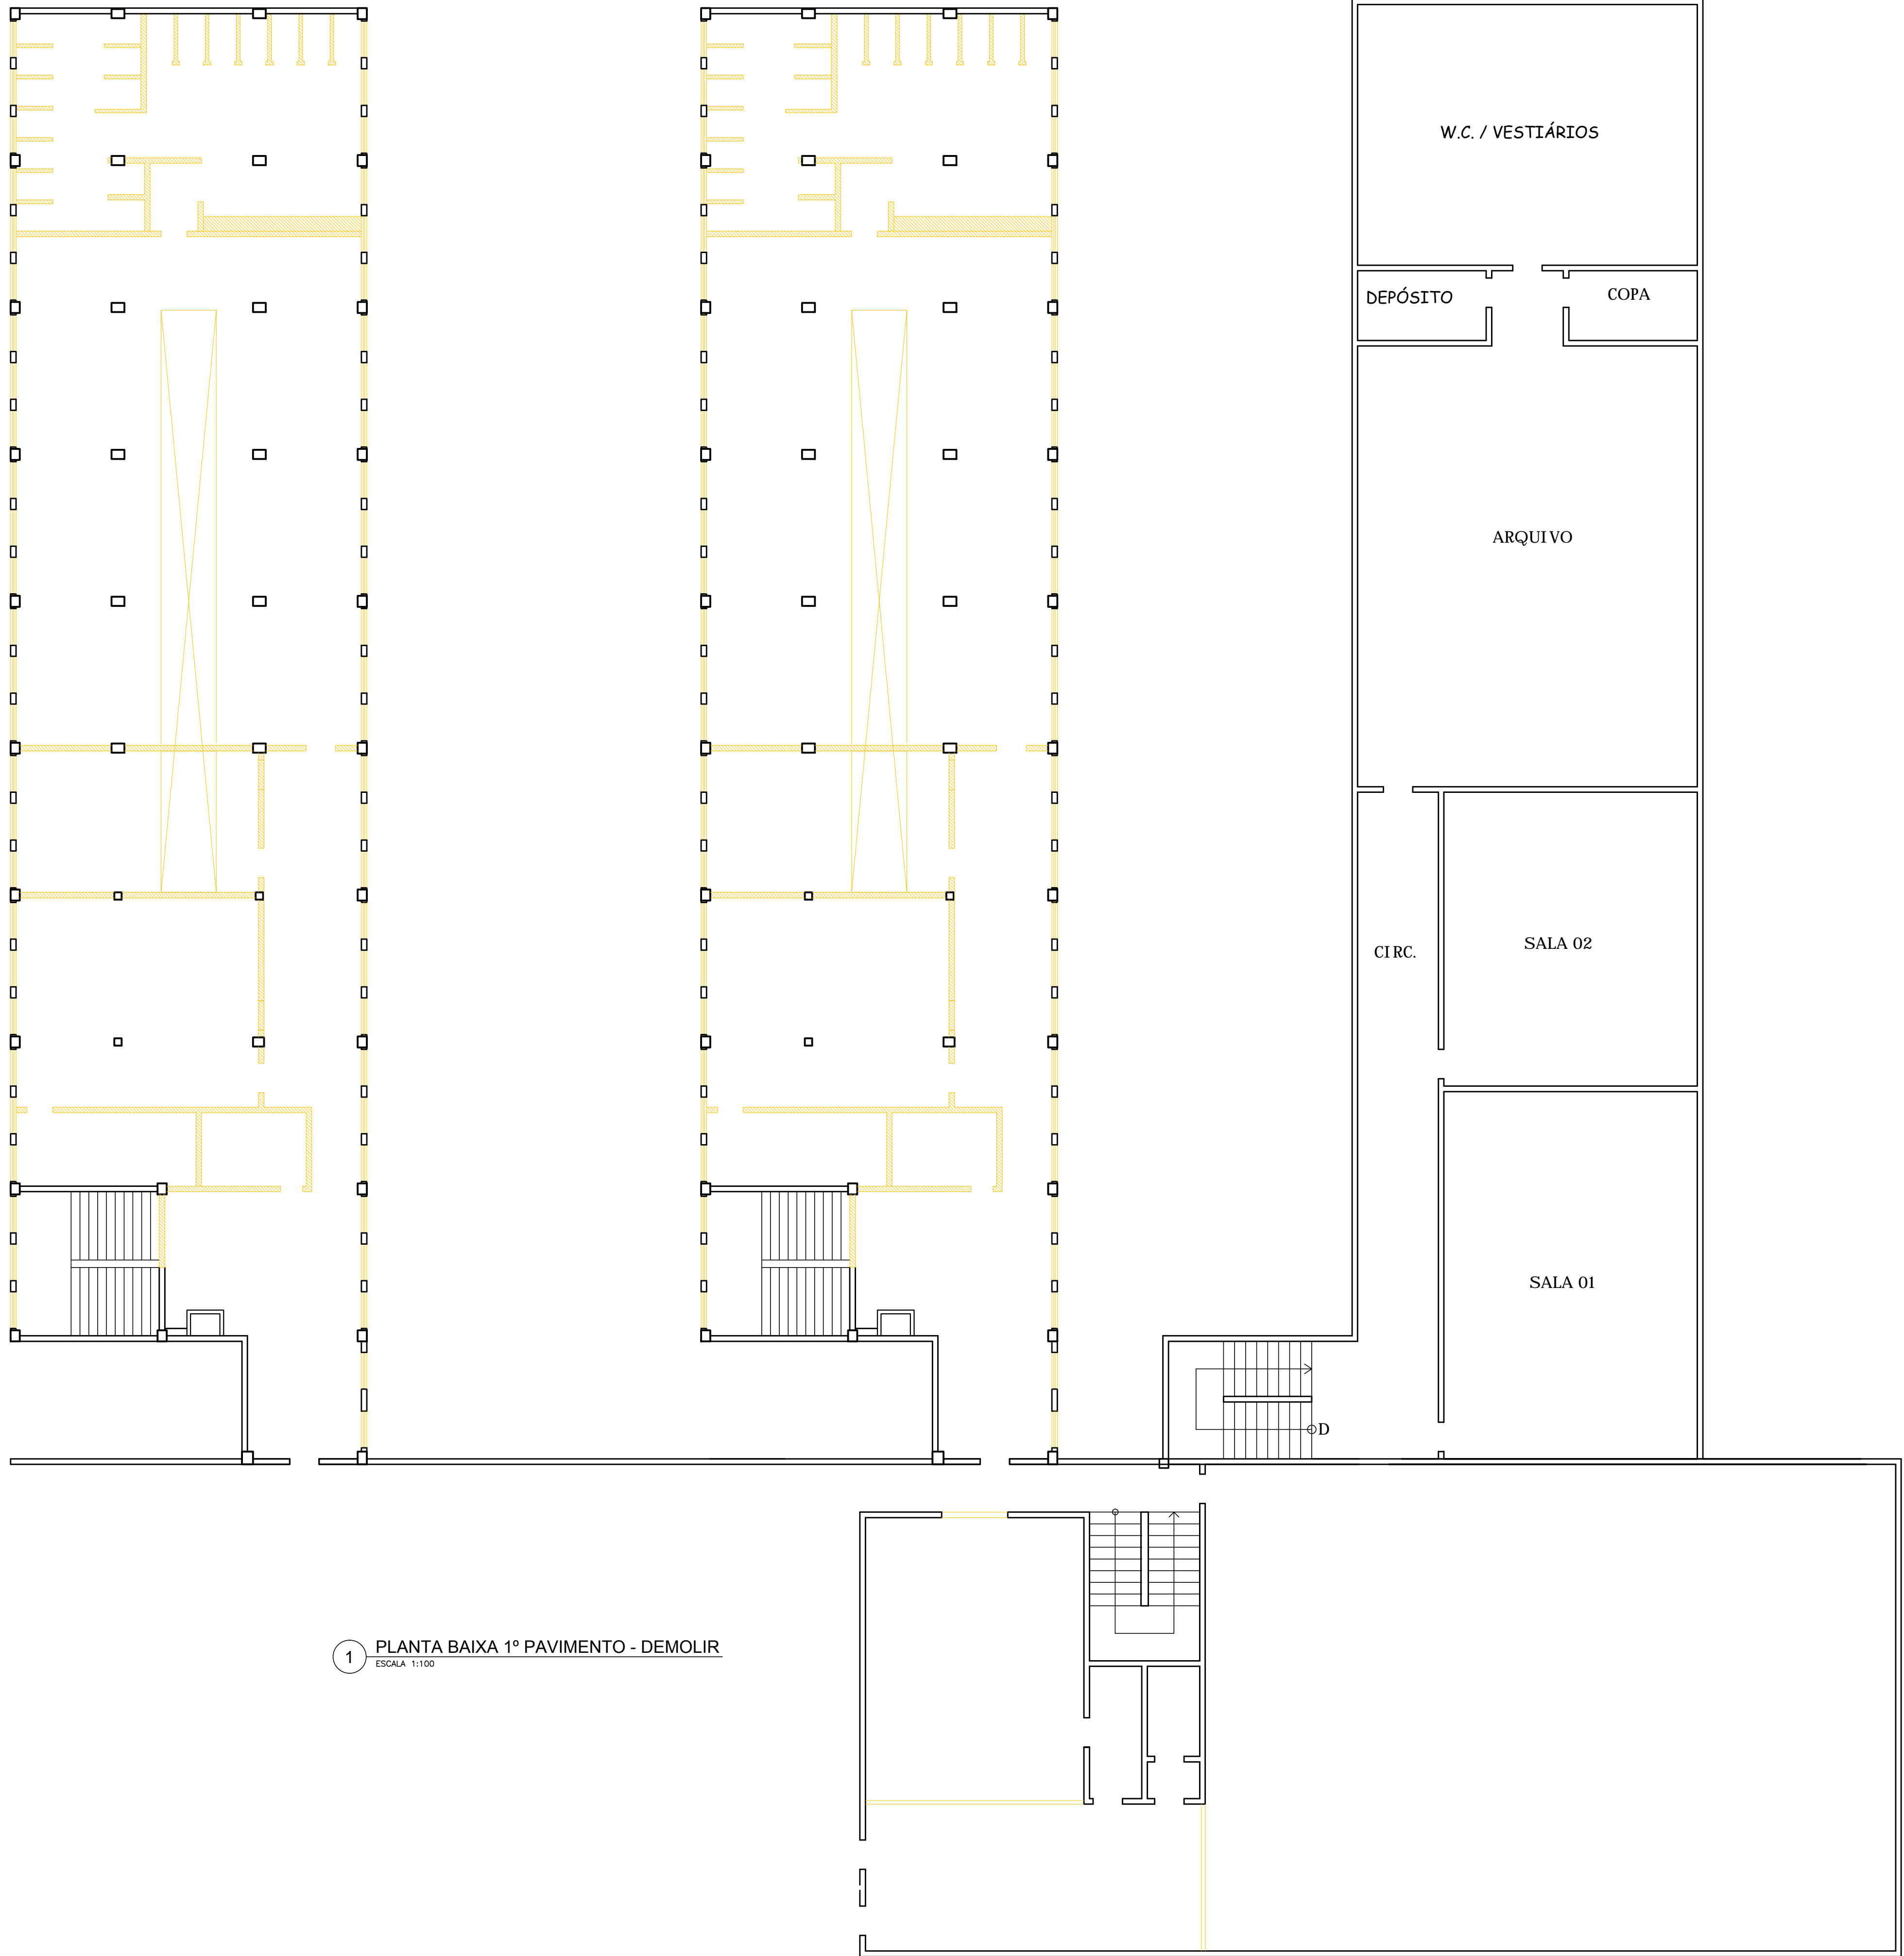 W.C. / VESTIÁRIOS
DEPÓSITO
COPA
ARQUIVO
CIRC.
SALA 02
SALA 01
D
1
PLANTA BAIXA 1º PAVIMENTO - DEMOLIR
ESCALA 1:100